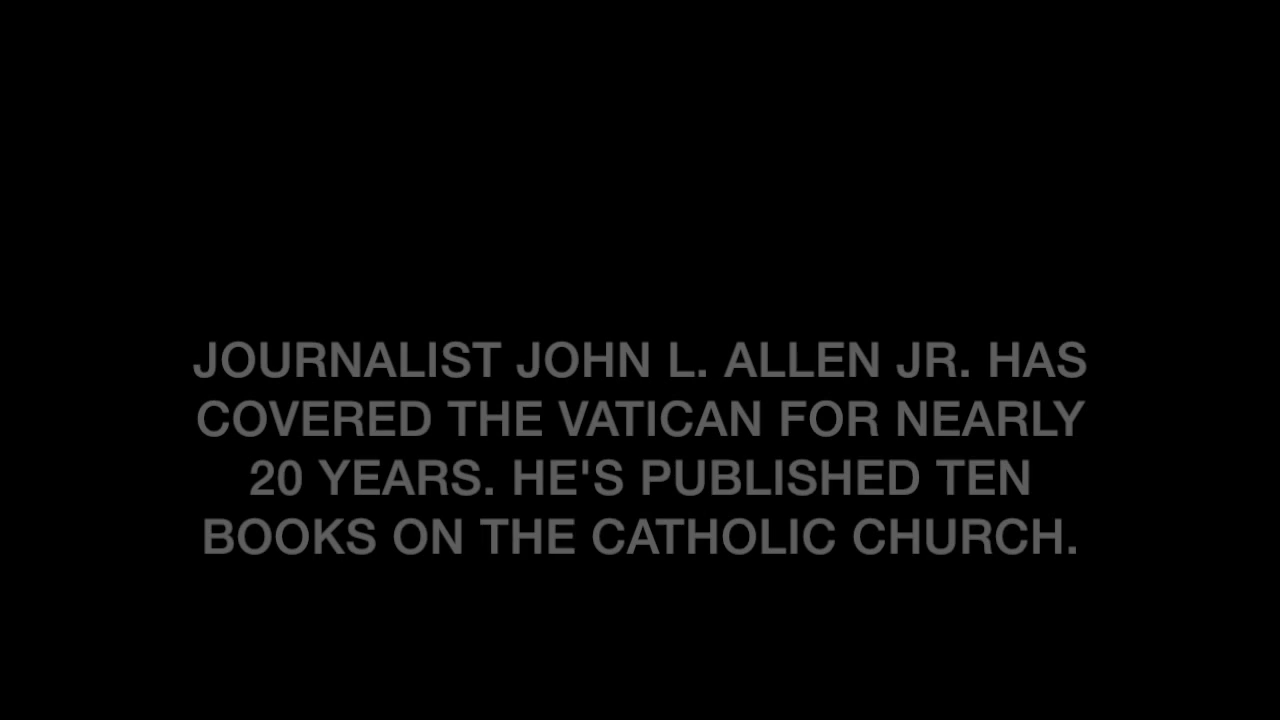 JOURNALIST JOHN L. ALLEN JR. HAS
COVERED THE VATICAN FOR NEARLY
20 YEARS. HE'S PUBLISHED TEN
BOOKS ON THE CATHOLIC CHURCH.